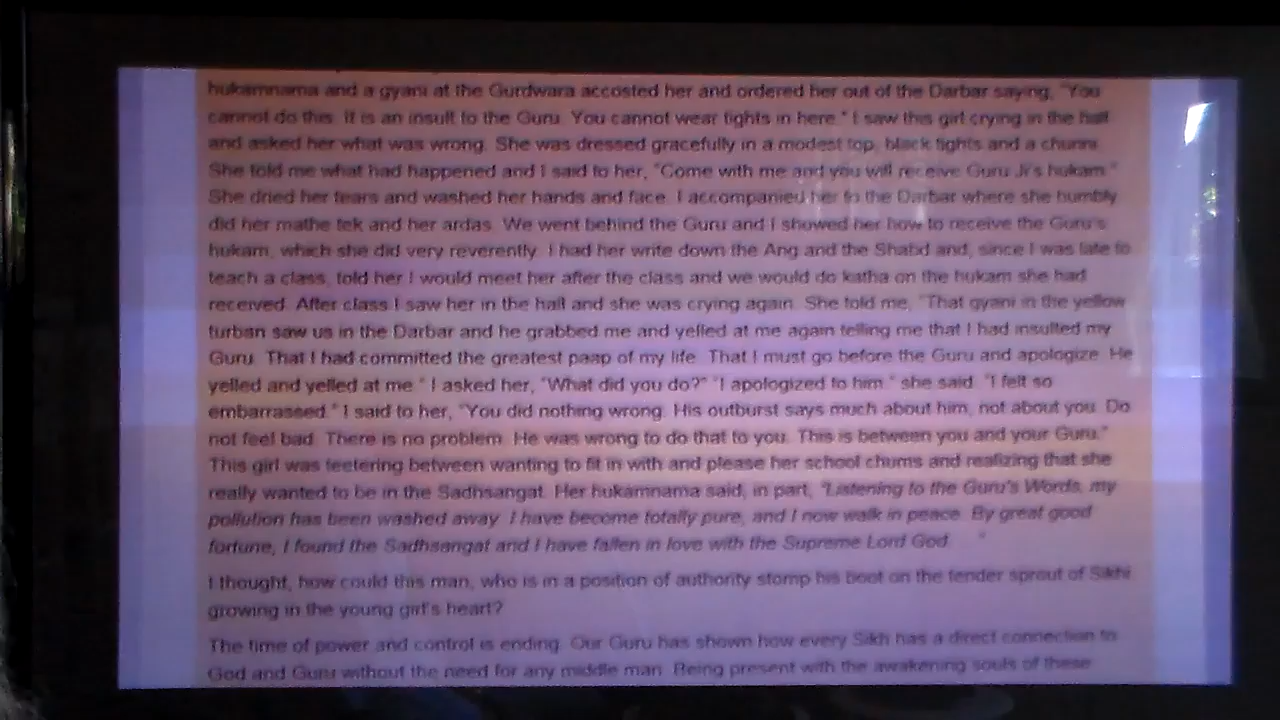 hukamnama and a gyani at the Gurdwara accosted her and ordered her out of the Darbar saying, "You
cannot do this. It is an insult to the Guru. You cannot wear tights in here." I saw this girl crying in the hall
and asked her what was wrong. She was dressed gracefully in a modest top, black tights and a chunni.
She told me what had happened and I said to her, "Come with me and you will receive Guru Ji's hukam."
She dried her tears and washed her hands and face. I accompanied her to the Darbar where she humbly
did her mathe tek and her ardas. We went behind the Guru and I showed her how to receive the Guru's
hukam, which she did very reverently. I had her write down the Ang and the Shabd and, since I was late to
teach a class, told her I would meet her after the class and we would do katha on the hukam she had
received. After class I saw her in the hall and she was crying again. She told me, "That gyani in the yellow
turban saw us in the Darbar and he grabbed me and yelled at me again telling me that I had insulted my
Guru. That I had committed the greatest paap of my life. That I must go before the Guru and apologize. He
yelled and yelled at me." I asked her, "What did you do?" "I apologized to him." she said. "I felt so
embarrassed." I said to her, "You did nothing wrong. His outburst says much about him, not about you. Do
not feel bad. There is no problem. He was wrong to do that to you. This is between you and your Guru."
This girl was teetering between wanting to fit in with and please her school chums and realizing that she
really wanted to be in the Sadhsangat. Her hukamnama said, in part, "Listening to the Guru's Words, my
pollution has been washed away. I have become totally pure, and I now walk in peace. By great good
fortune, I found the Sadhsangat and I have fallen in love with the Supreme Lord God. "
I thought, how could this man, who is in a position of authority stomp his boot on the tender sprout of Sikhi
growing in the young girl's heart?
The time of power and control is ending. Our Guru has shown how every Sikh has a direct connection to
God and Guru without the need for any middle man. Being present with the awakening souls of these